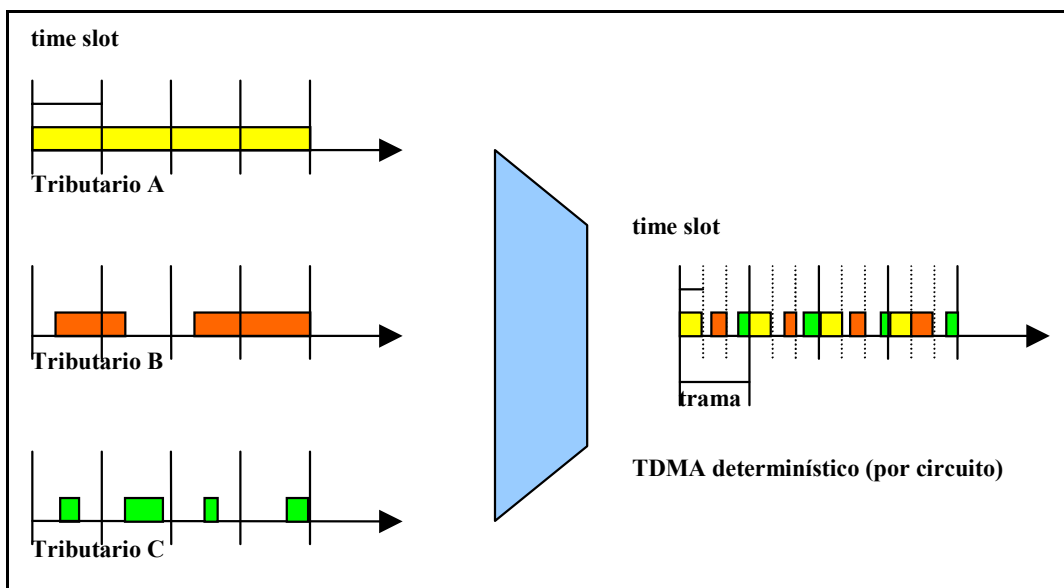 time slot
Tributario A
Tributario B
Tributario C
time slot
trama
TDMA determinístico (por circuito)